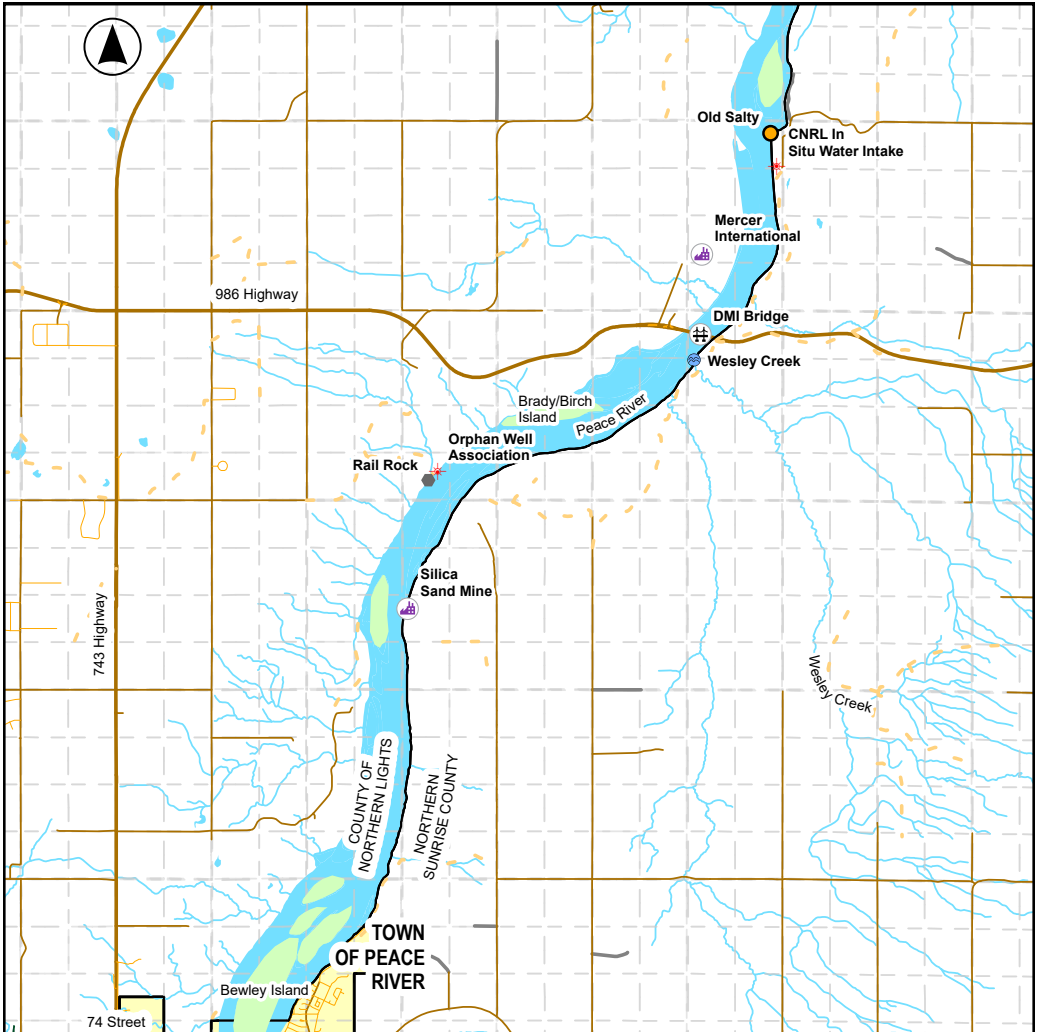 Old Salty
CNRL In
Situ Water Intake
Mercer
International
986 Highway
DMI Bridge
Wesley Creek
Brady/Birch
Island
Peace River
Orphan Well
Association
Rail Rock
Silica
Sand Mine
743 Highway
Wesley Creek
COUNTY OF
NORTHERN LIGHTS
NORTHERN
SUNRISE COUNTY
TOWN
OF PEACE
RIVER
Bewley Island
74 Street